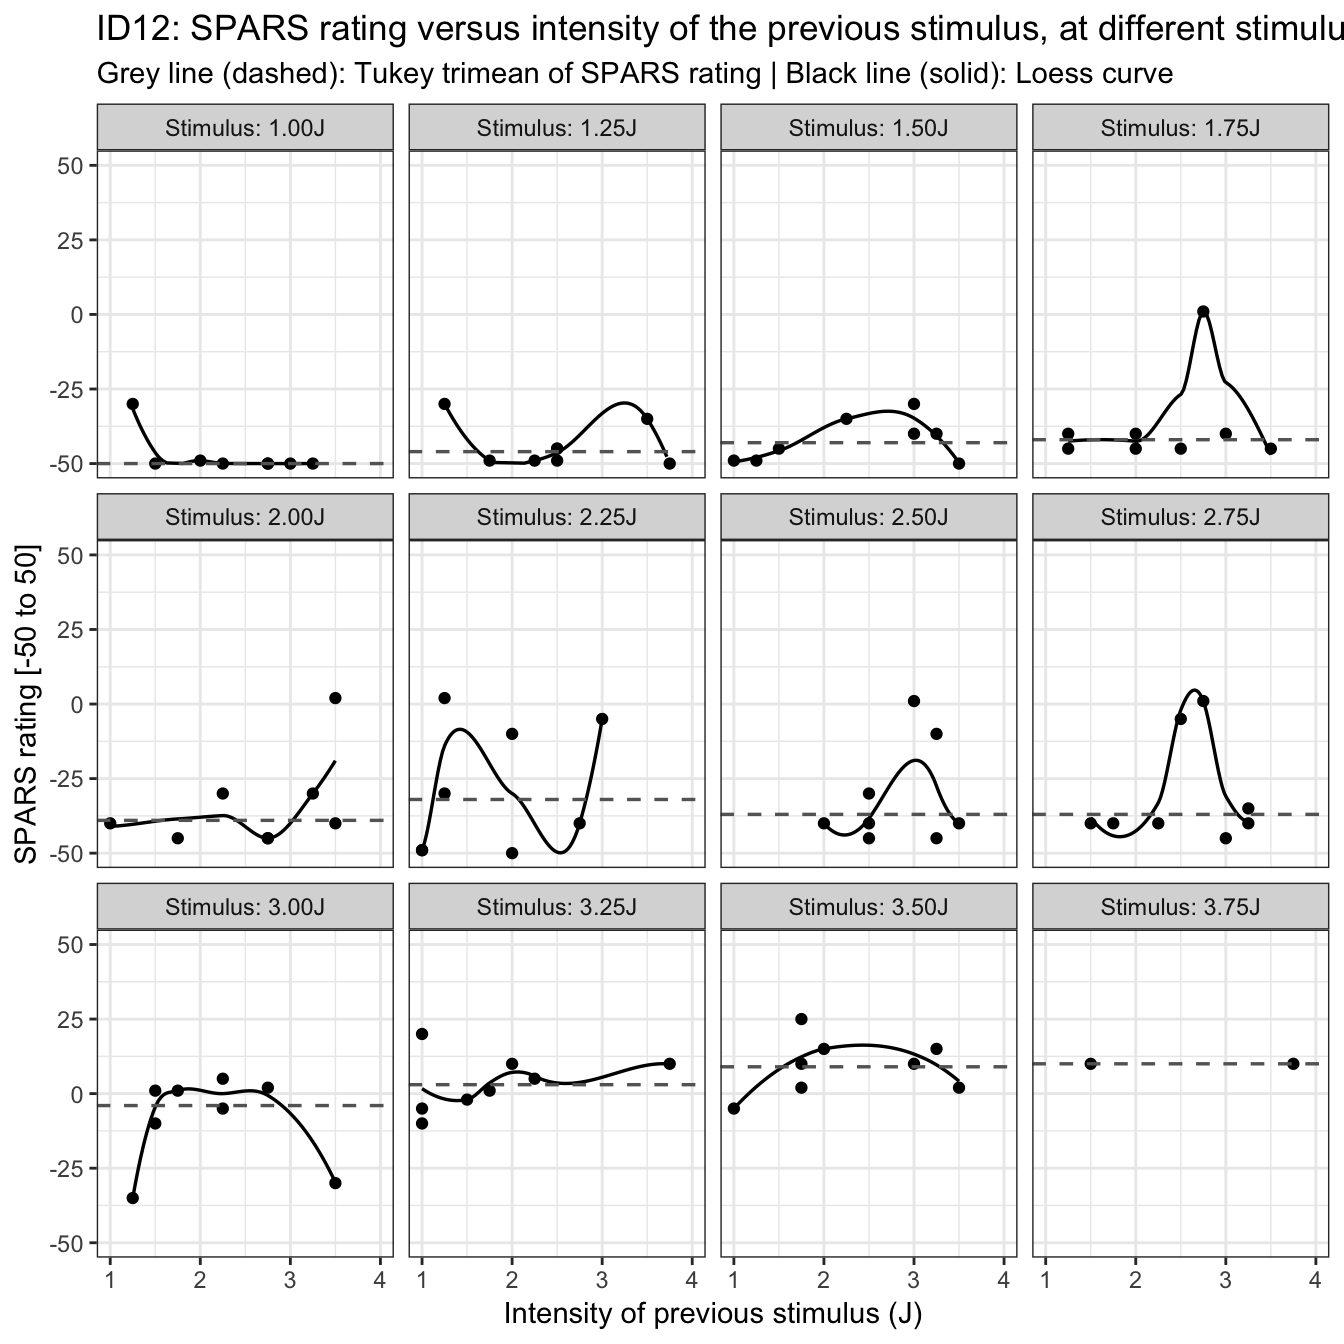 ID12: SPARS rating versus intensity of the previous stimulus, at different stimulu
Grey line (dashed): Tukey trimean of SPARS rating | Black line (solid): Loess curve
Stimulus: 1.00J
Stimulus: 1.25J
Stimulus: 1.50J
Stimulus: 1.75J
50
25
0
-25
-50
Stimulus: 2.00J
Stimulus: 2.25J
Stimulus: 2.50J
Stimulus: 2.75J
50
25
0
-25
-50
SPARS rating [-50 to 50]
Stimulus: 3.00J
Stimulus: 3.25J
Stimulus: 3.50J
Stimulus: 3.75J
50
25
0
-25
-50
1 2 3 4
1 2 3 4
1 2 3 4
1 2 3 4
Intensity of previous stimulus (J)